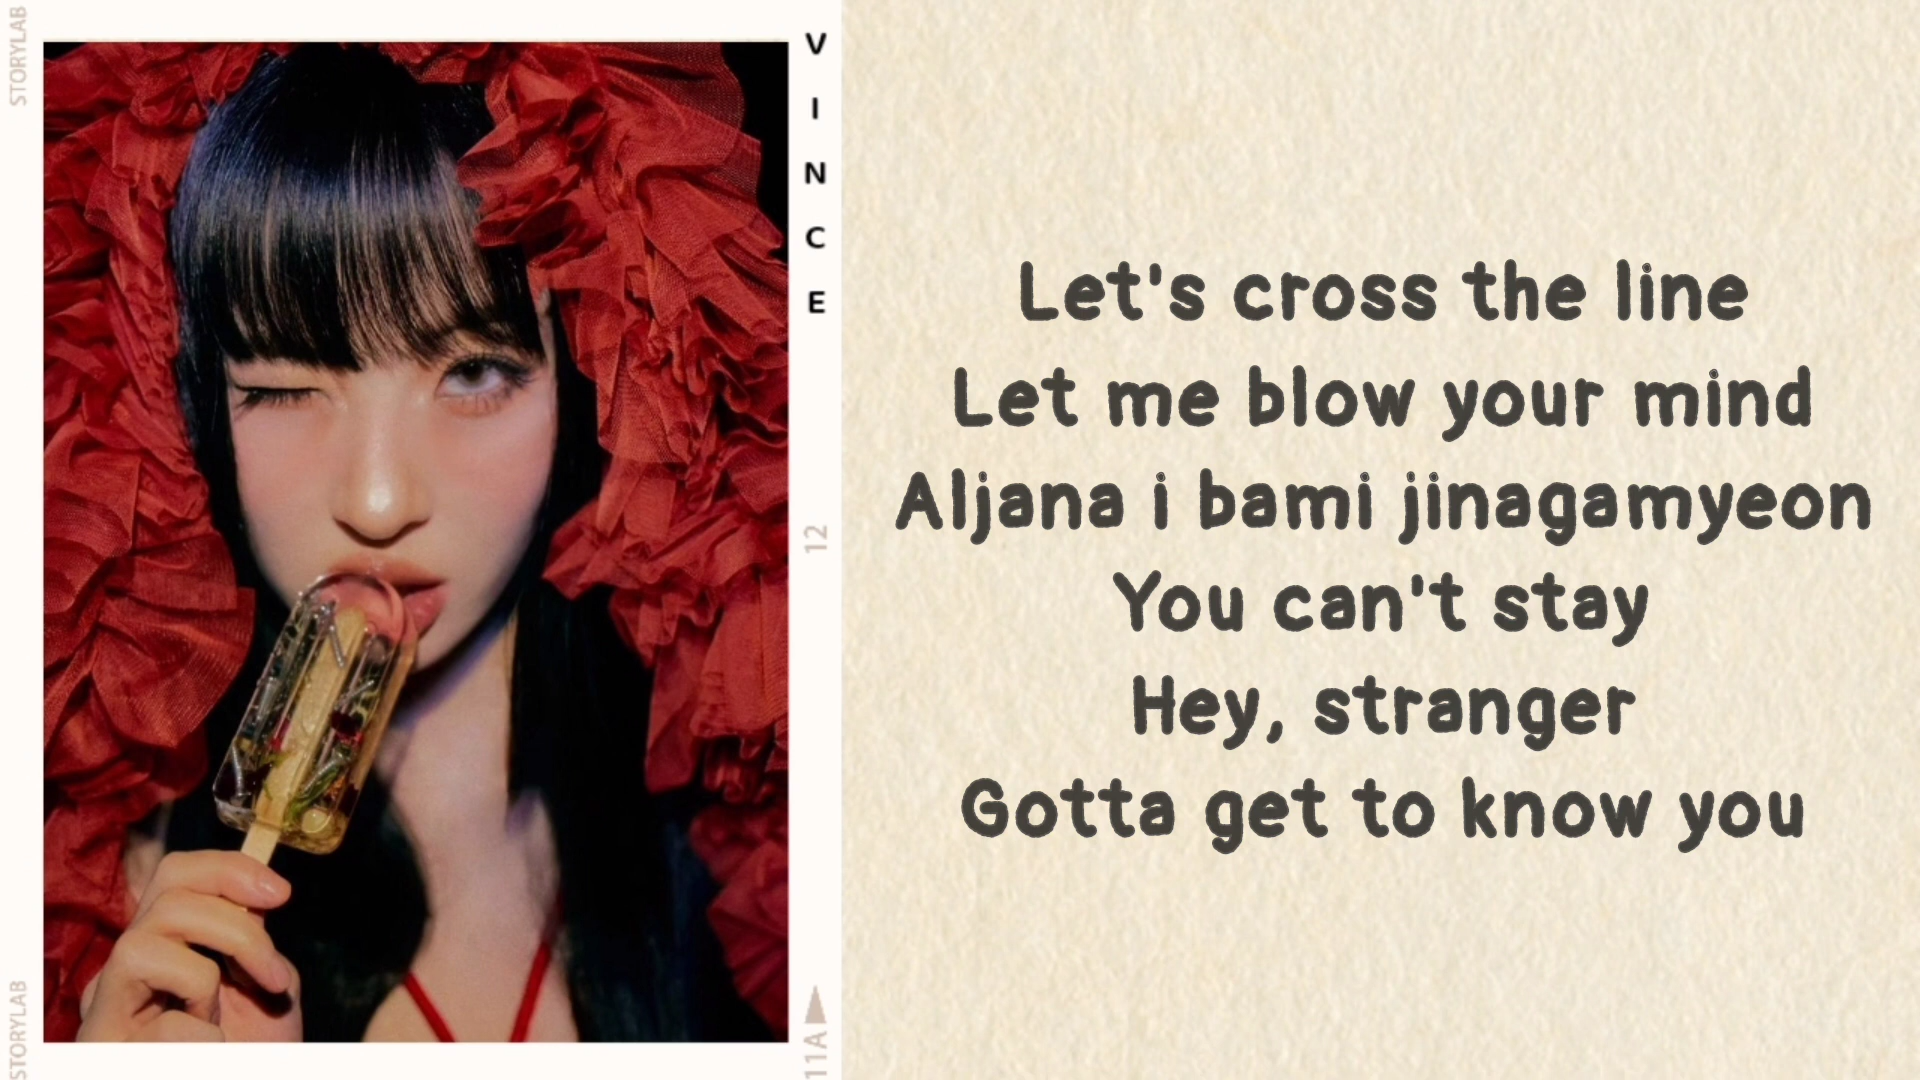 STORYLAB
VINCE
12
11A
STORYLAB
Let's cross the line
Let me blow your mind
Aljana i bami jinagamyeon
You can't stay
Hey, stranger
Gotta get to know you